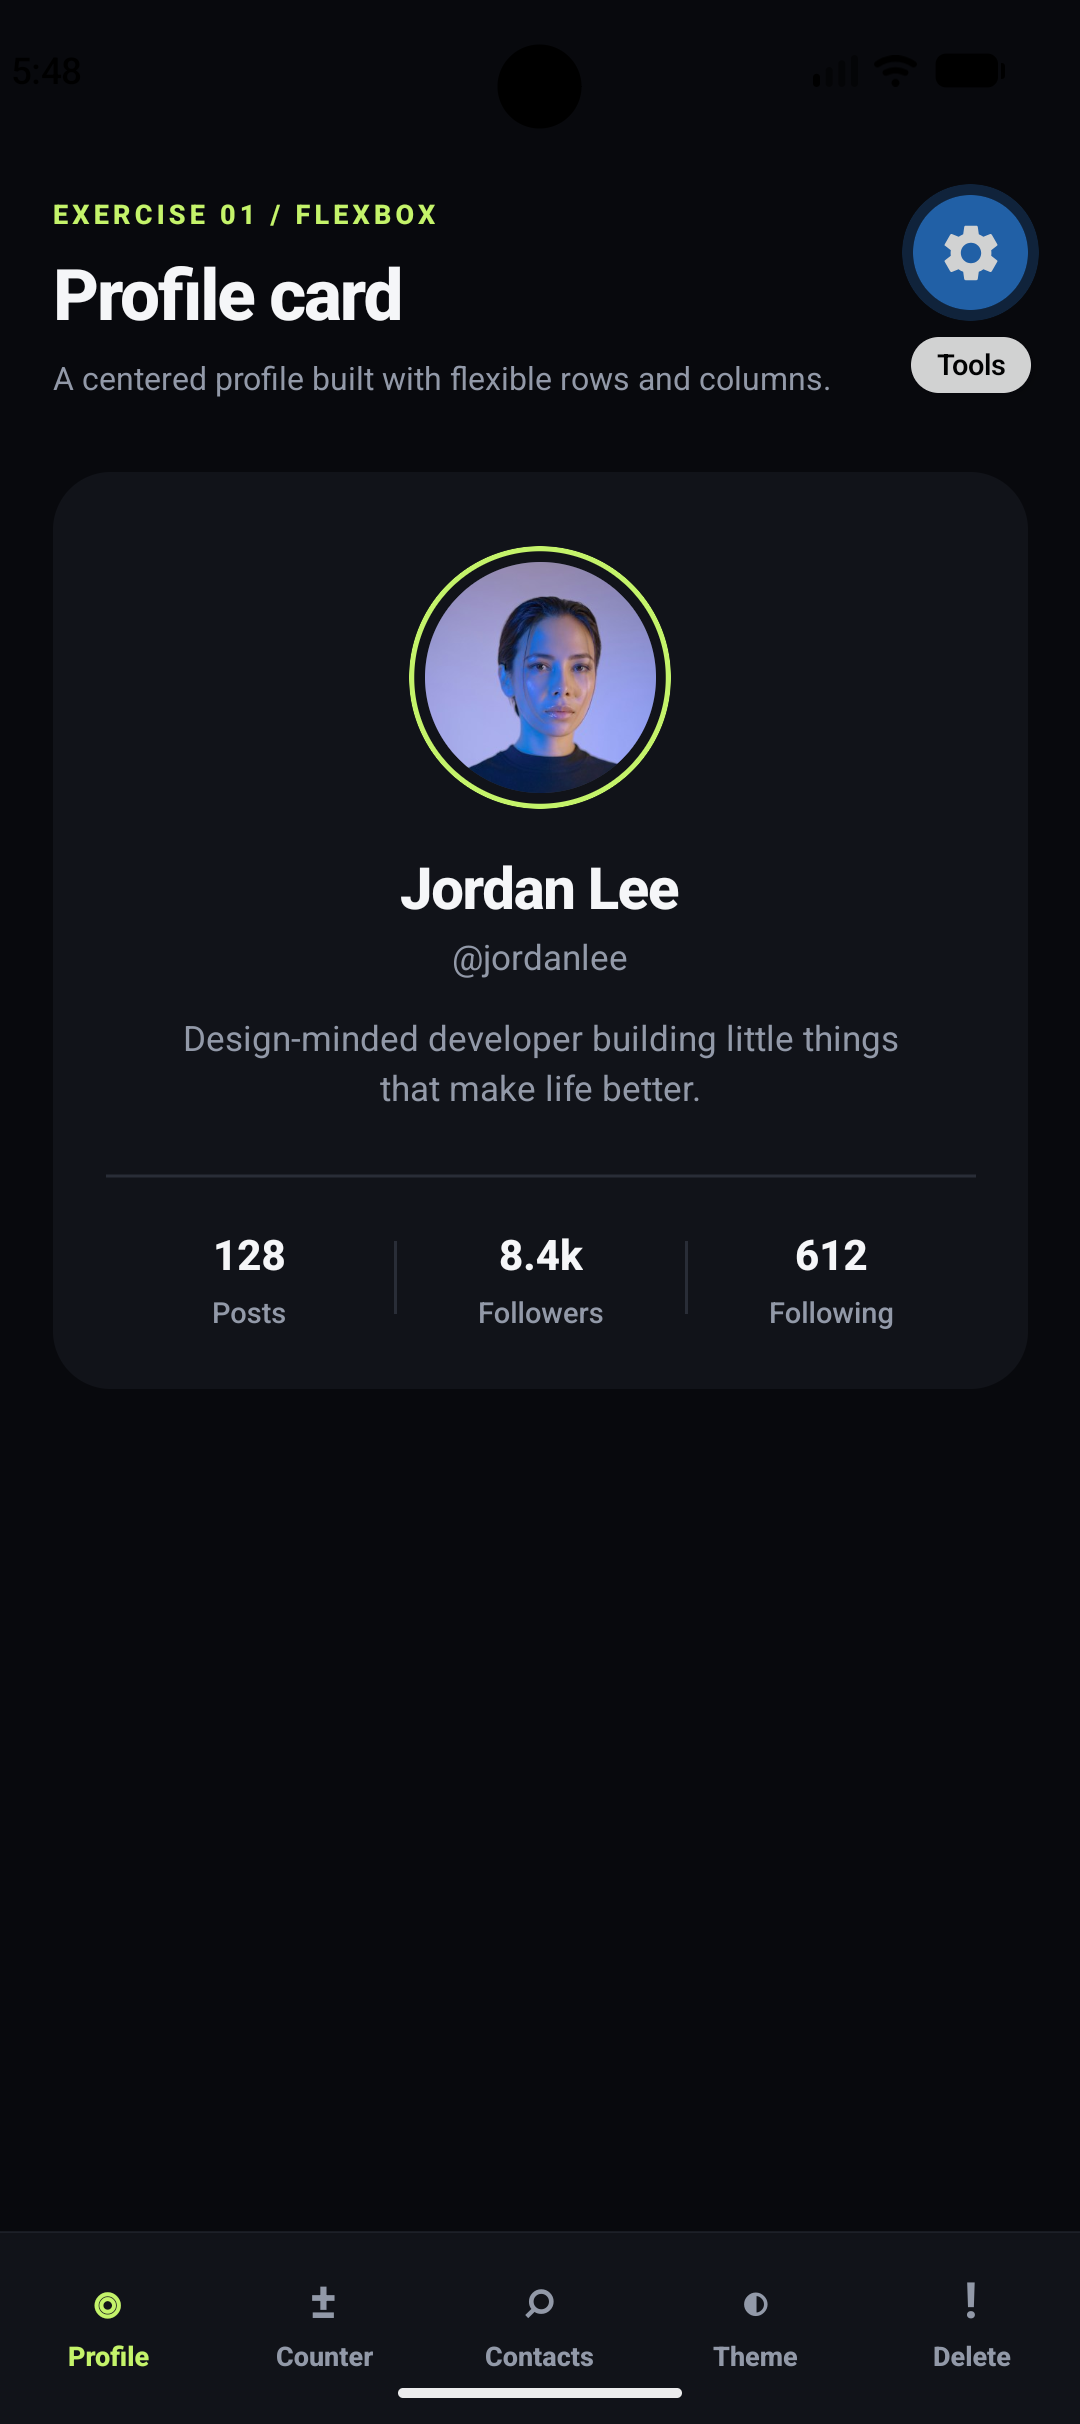 5:48
EXERCISE 01 / FLEXBOX
Profile card
A centered profile built with flexible rows and columns.
Tools
Jordan Lee
@jordanlee
Design-minded developer building little things
that make life better.
128
Posts
8.4k
Followers
612
Following
Profile
Counter
Contacts
Theme
Delete